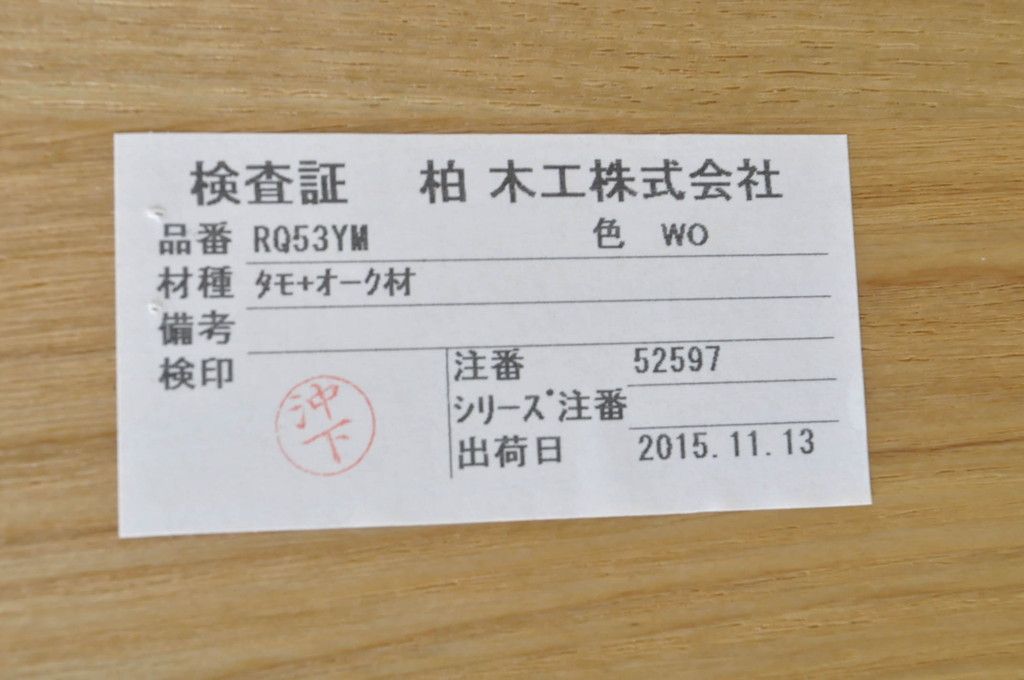 検査証 柏 木工株式会社
品番 RQ53YM 色 WO
材種 ﾀﾓ+ｵｰｸ材
備考
検印
沖
下
注番 52597
ｼﾘｰｽﾞ注番
出荷日 2015.11.13